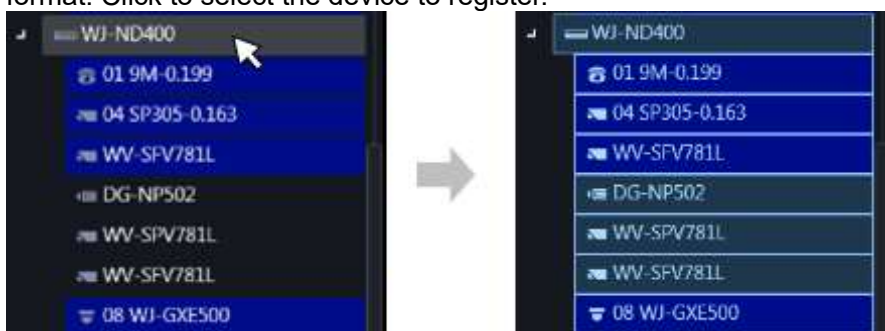 format. Click to select the device to register.
WJ-ND400
01 9M-0.199
04 SP305-0.163
WV-SFV781L
DG-NP502
WV-SPV781L
WV-SFV781L
08 WJ-GXE500
WJ-ND400
01 9M-0.199
04 SP305-0.163
WV-SFV781L
DG-NP502
WV-SPV781L
WV-SFV781L
08 WJ-GXE500